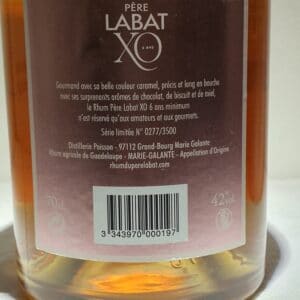 PÈRE
LABAT
XO
6 ANS
Gourmand avec sa belle couleur caramel, précis et long en bouche
avec ses surprenants arômes de chocolat, de biscuit et de miel,
le Rhum Père Labat XO 6 ans minimum
n'est réservé qu'aux amateurs et aux gourmets.
Série limitée N° 0277/3500
Distillerie Poisson - 97112 Grand-Bourg Marie Galante
Rhum agricole de Guadeloupe - MARIE-GALANTE - Appellation d'Origine
rhumduperelabat.com
70cl
42%vol.
3 343970 000197